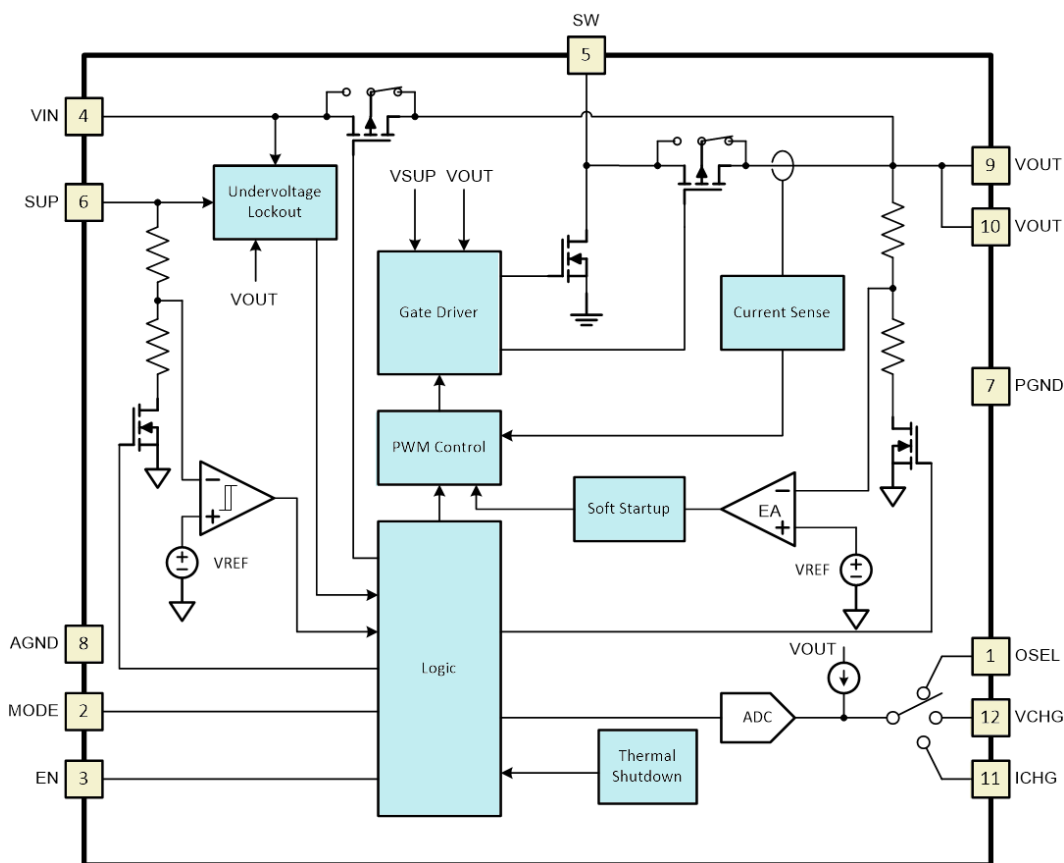 SW
5
VIN
4
SUP
6
Undervoltage
Lockout
VOUT
VSUP
VOUT
Gate Driver
Current Sense
9
VOUT
10
VOUT
7
PGND
PWM Control
−
+
VREF
+
−
Soft Startup
EA
−
+
VREF
+
−
AGND
8
MODE
2
EN
3
Logic
VOUT
ADC
Thermal
Shutdown
1
OSEL
12
VCHG
11
ICHG